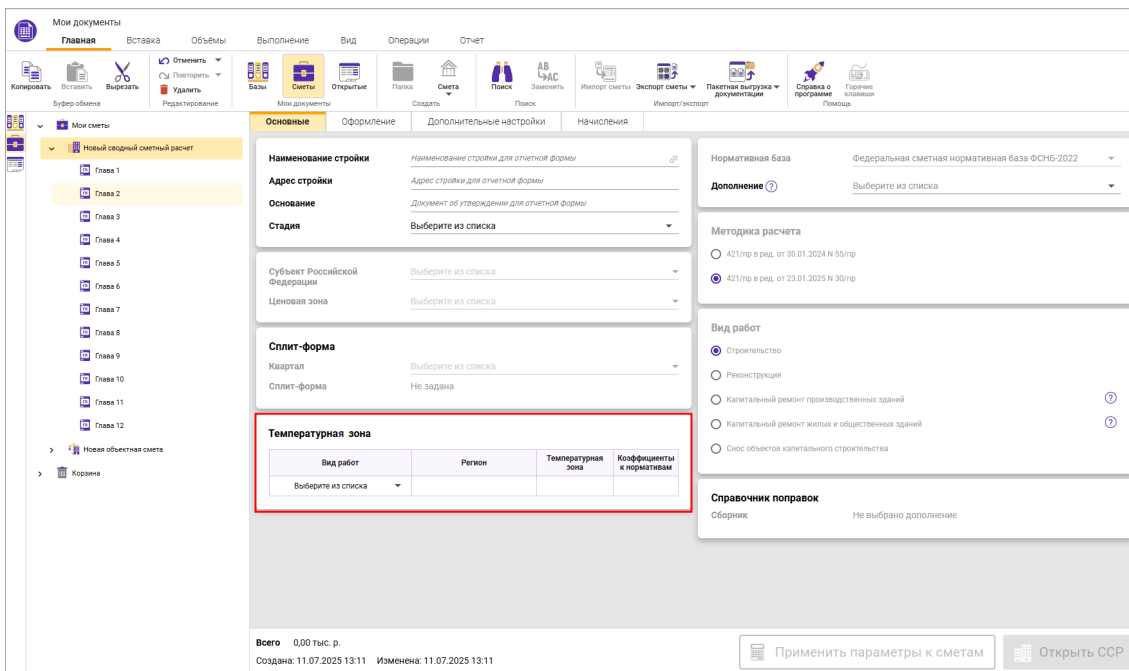 Мои документы
Главная Вставка Объёмы Выполнение Вид Операции Отчет
Копировать Вставить Вырезать
Буфер обмена
Отменить
Повторить
Удалить
Редактирование
Базы Сметы Открытые
Мои документы
Папка Смета
Создать
AB
AC
Поиск Заменить
Поиск
Импорт сметы Экспорт сметы Пакетная выгрузка документации
Импорт/экспорт
Справка о программе Горячие клавиши
Помощь
Мои сметы
Новый сводный сметный расчет
Глава 1
Глава 2
Глава 3
Глава 4
Глава 5
Глава 6
Глава 7
Глава 8
Глава 9
Глава 10
Глава 11
Глава 12
Новая объектная смета
Корзина
Основные Оформление Дополнительные настройки Начисления
Наименование стройки Наименование стройки для отчетной формы
Адрес стройки Адрес стройки для отчетной формы
Основание Документ об утверждении для отчетной формы
Стадия Выберите из списка
Субъект Российской Федерации Выберите из списка
Ценовая зона Выберите из списка
Сплит-форма
Квартал Выберите из списка
Сплит-форма Не задана
Температурная зона
Вид работ Регион Температурная зона Коэффициенты к нормативам
Выберите из списка
Нормативная база Федеральная сметная нормативная база ФСНБ-2022
Дополнение ? Выберите из списка
Методика расчета
421/пр в ред. от 30.01.2024 N 55/пр
421/пр в ред. от 23.01.2025 N 30/пр
Вид работ
Строительство
Реконструкция
Капитальный ремонт производственных зданий ?
Капитальный ремонт жилых и общественных зданий ?
Снос объектов капитального строительства
Справочник поправок
Сборник Не выбрано дополнение
Всего 0,00 тыс. р.
Создана: 11.07.2025 13:11 Изменена: 11.07.2025 13:11
Применить параметры к сметам
Открыть ССР